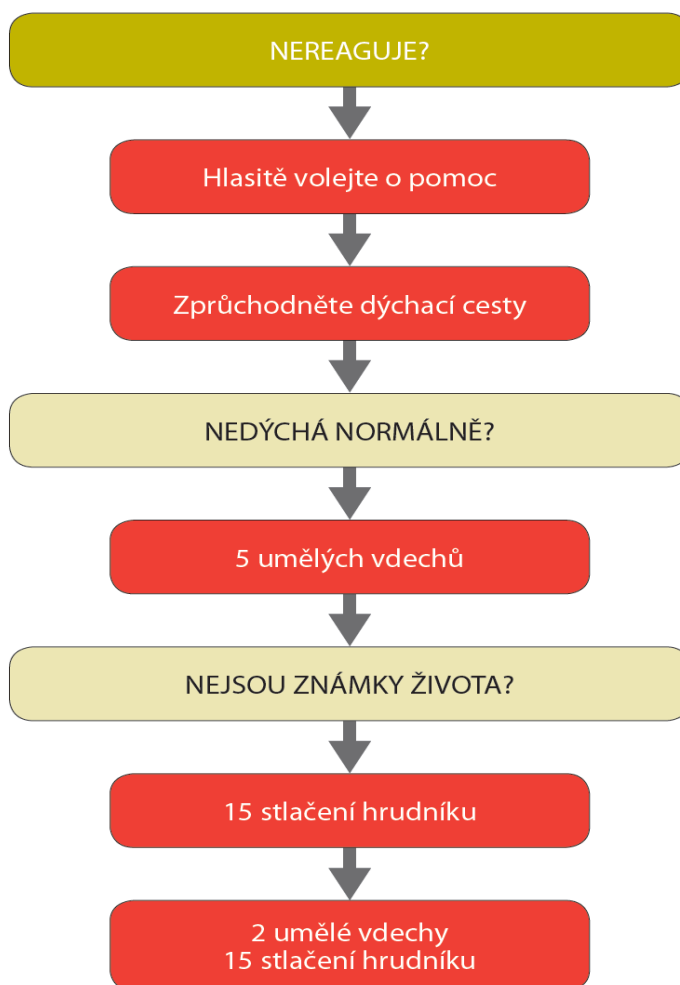 NEREAGUJE?
Hlasitě volejte o pomoc
Zprůchodněte dýchací cesty
NEDÝCHÁ NORMÁLNĚ?
5 umělých vdechů
NEJSOU ZNÁMKY ŽIVOTA?
15 stlačení hrudníku
2 umělé vdechy
15 stlačení hrudníku